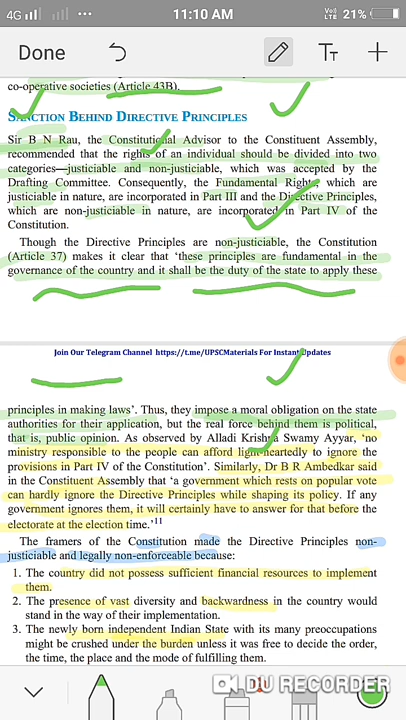 4G 11:10 AM VoLTE 21%
Done TT
co-operative societies (Article 43B).
SANCTION BEHIND DIRECTIVE PRINCIPLES
Sir B N Rau, the Constitutional Advisor to the Constituent Assembly,
recommended that the rights of an individual should be divided into two
categories—justiciable and non-justiciable, which was accepted by the
Drafting Committee. Consequently, the Fundamental Rights, which are
justiciable in nature, are incorporated in Part III and the Directive Principles,
which are non-justiciable in nature, are incorporated in Part IV of the
Constitution.
Though the Directive Principles are non-justiciable, the Constitution
(Article 37) makes it clear that ‘these principles are fundamental in the
governance of the country and it shall be the duty of the state to apply these
Join Our Telegram Channel https://t.me/UPSCMaterials For Instant Updates
principles in making laws’. Thus, they impose a moral obligation on the state
authorities for their application, but the real force behind them is political,
that is, public opinion. As observed by Alladi Krishna Swamy Ayyar, ‘no
ministry responsible to the people can afford light-heartedly to ignore the
provisions in Part IV of the Constitution’. Similarly, Dr B R Ambedkar said
in the Constituent Assembly that ‘a government which rests on popular vote
can hardly ignore the Directive Principles while shaping its policy. If any
government ignores them, it will certainly have to answer for that before the
electorate at the election time.’11
The framers of the Constitution made the Directive Principles non-
justiciable and legally non-enforceable because:
1. The country did not possess sufficient financial resources to implement
them.
2. The presence of vast diversity and backwardness in the country would
stand in the way of their implementation.
3. The newly born independent Indian State with its many preoccupations
might be crushed under the burden unless it was free to decide the order,
the time, the place and the mode of fulfilling them.
DU RECORDER